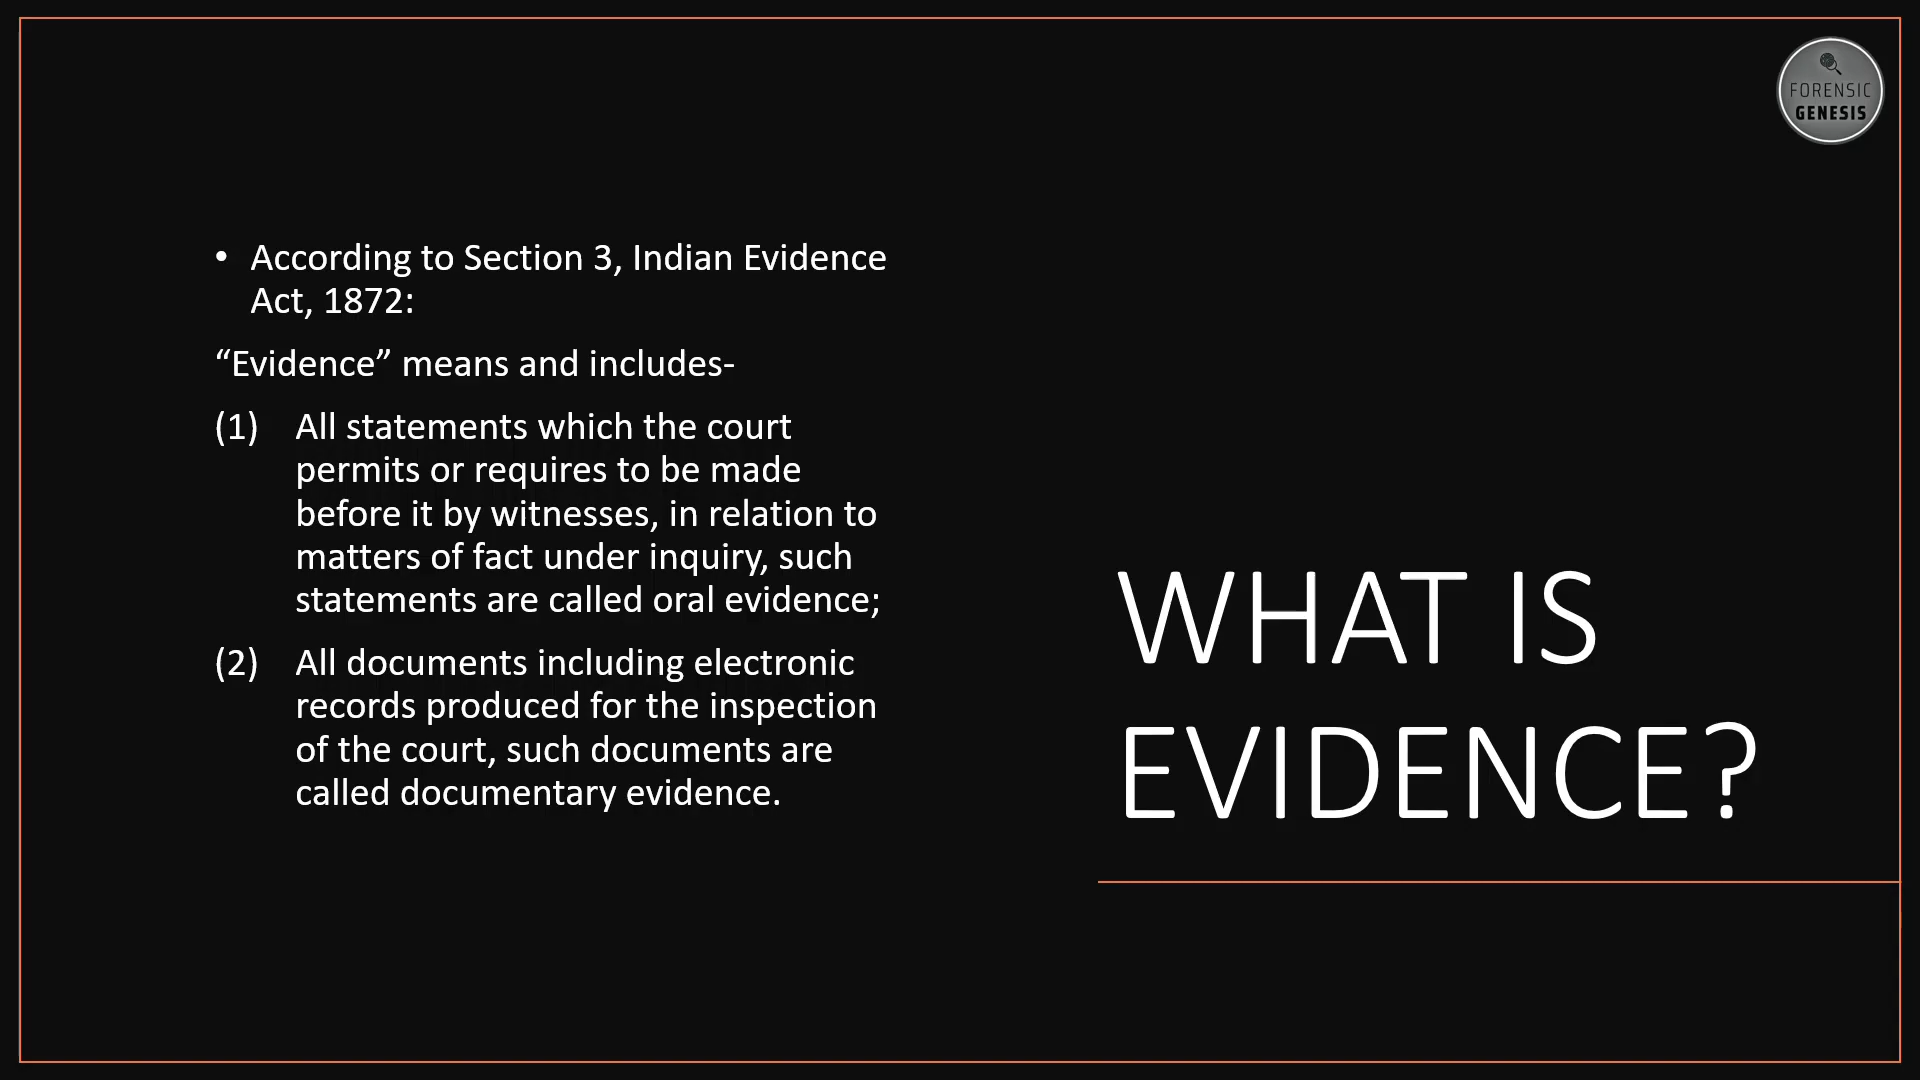 FORENSIC
GENESIS
• According to Section 3, Indian Evidence
Act, 1872:
“Evidence” means and includes-
(1) All statements which the court
permits or requires to be made
before it by witnesses, in relation to
matters of fact under inquiry, such
statements are called oral evidence;
(2) All documents including electronic
records produced for the inspection
of the court, such documents are
called documentary evidence.
WHAT IS
EVIDENCE?